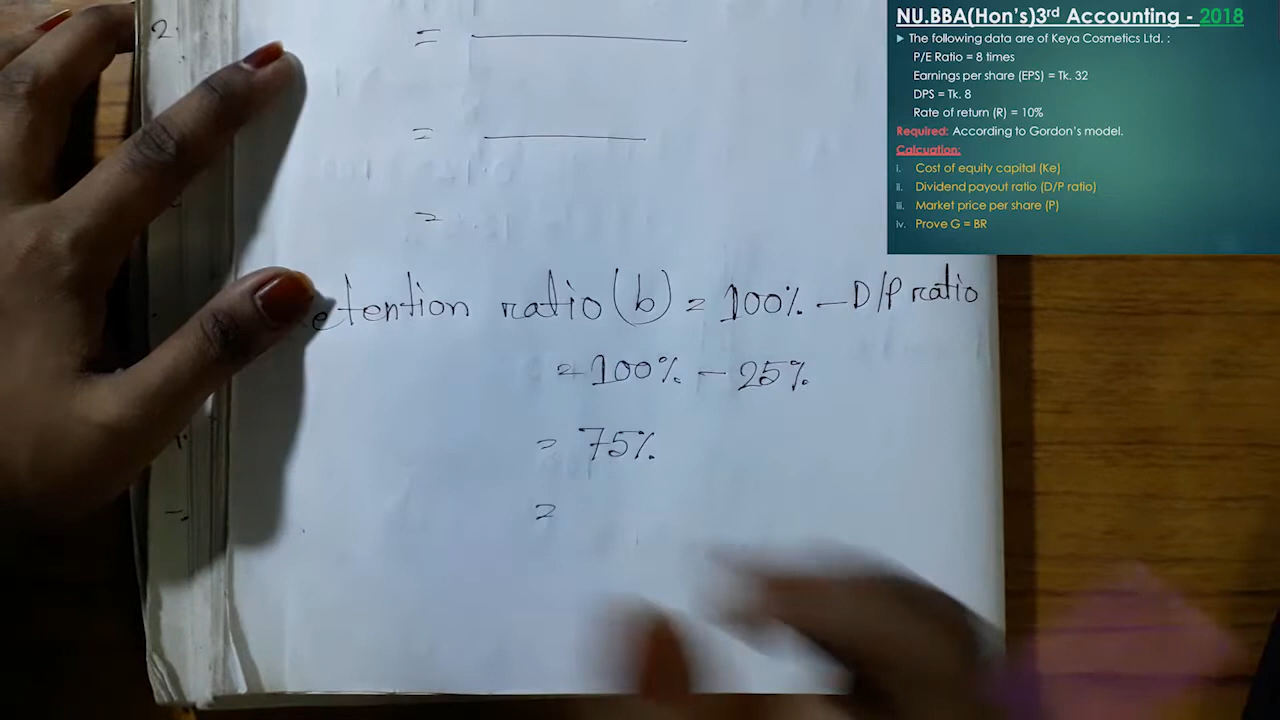 2.
=
=
=
etention ratio (b) = 100% – D/P ratio
= 100% – 25%
= 75%
=
NU.BBA(Hon's)3rd Accounting - 2018
The following data are of Keya Cosmetics Ltd. :
P/E Ratio = 8 times
Earnings per share (EPS) = Tk. 32
DPS = Tk. 8
Rate of return (R) = 10%
Required: According to Gordon's model.
Calcuation:
i. Cost of equity capital (Ke)
ii. Dividend payout ratio (D/P ratio)
iii. Market price per share (P)
iv. Prove G = BR